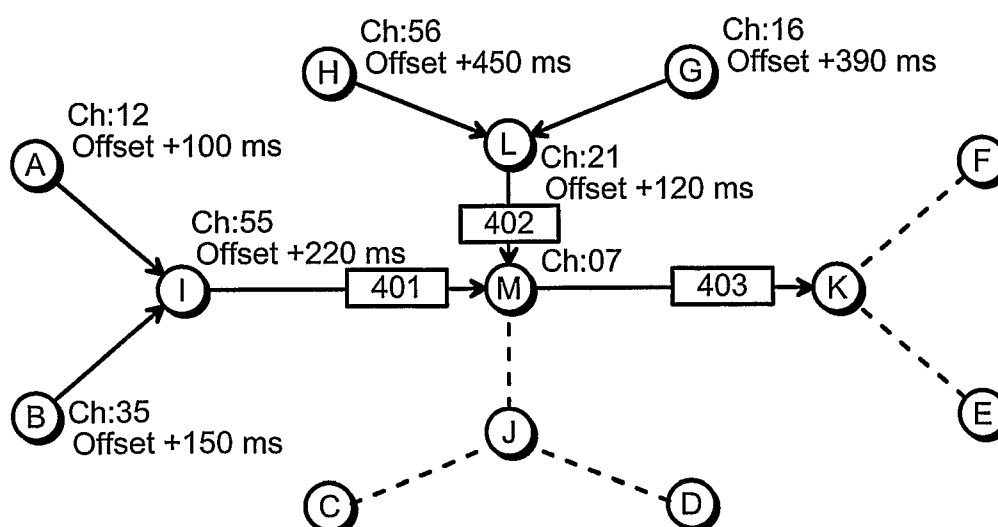 Ch:56
H
Offset +450 ms
Ch:16
G
Offset +390 ms
Ch:12
A
Offset +100 ms
L
Ch:21
Offset +120 ms
F
Ch:55
Offset +220 ms
402
I
401
M
Ch:07
403
K
B
Ch:35
Offset +150 ms
J
E
C
D